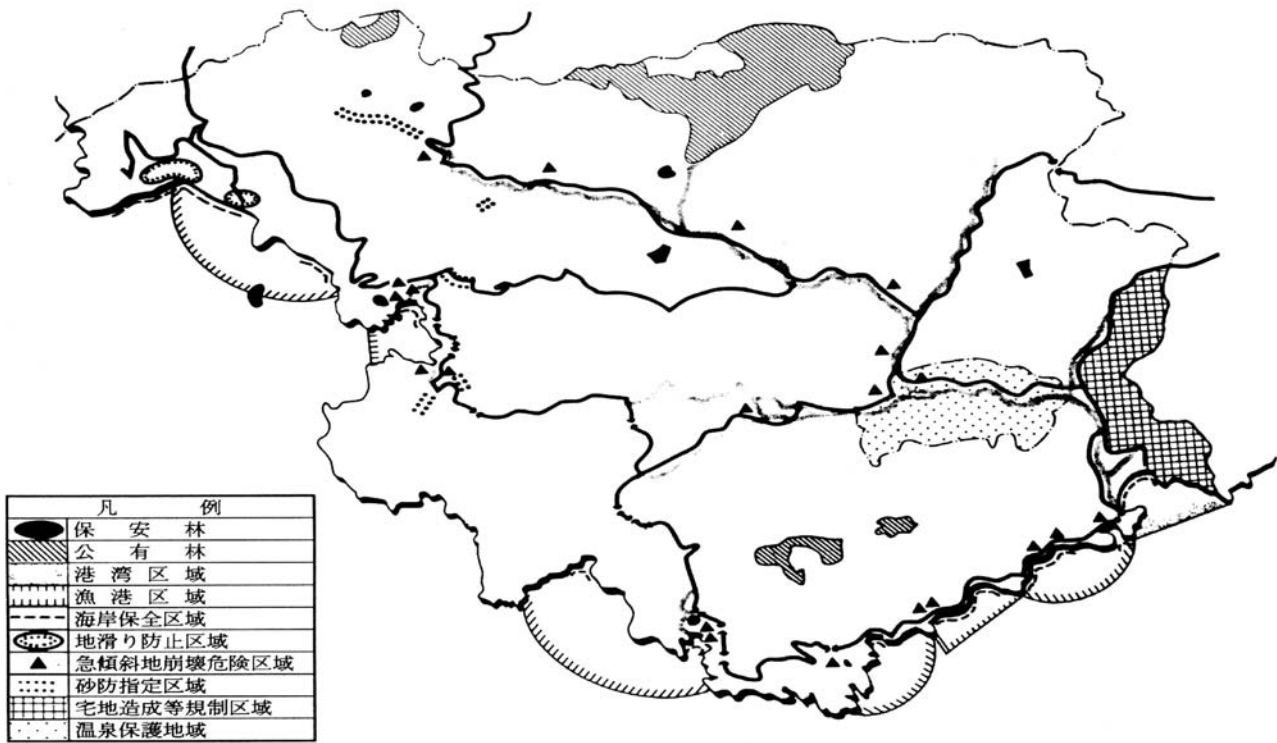 凡例
保安林
公有林
港湾区域
漁港区域
海岸保全区域
地滑り防止区域
急傾斜地崩壊危険区域
砂防指定区域
宅地造成等規制区域
温泉保護地域